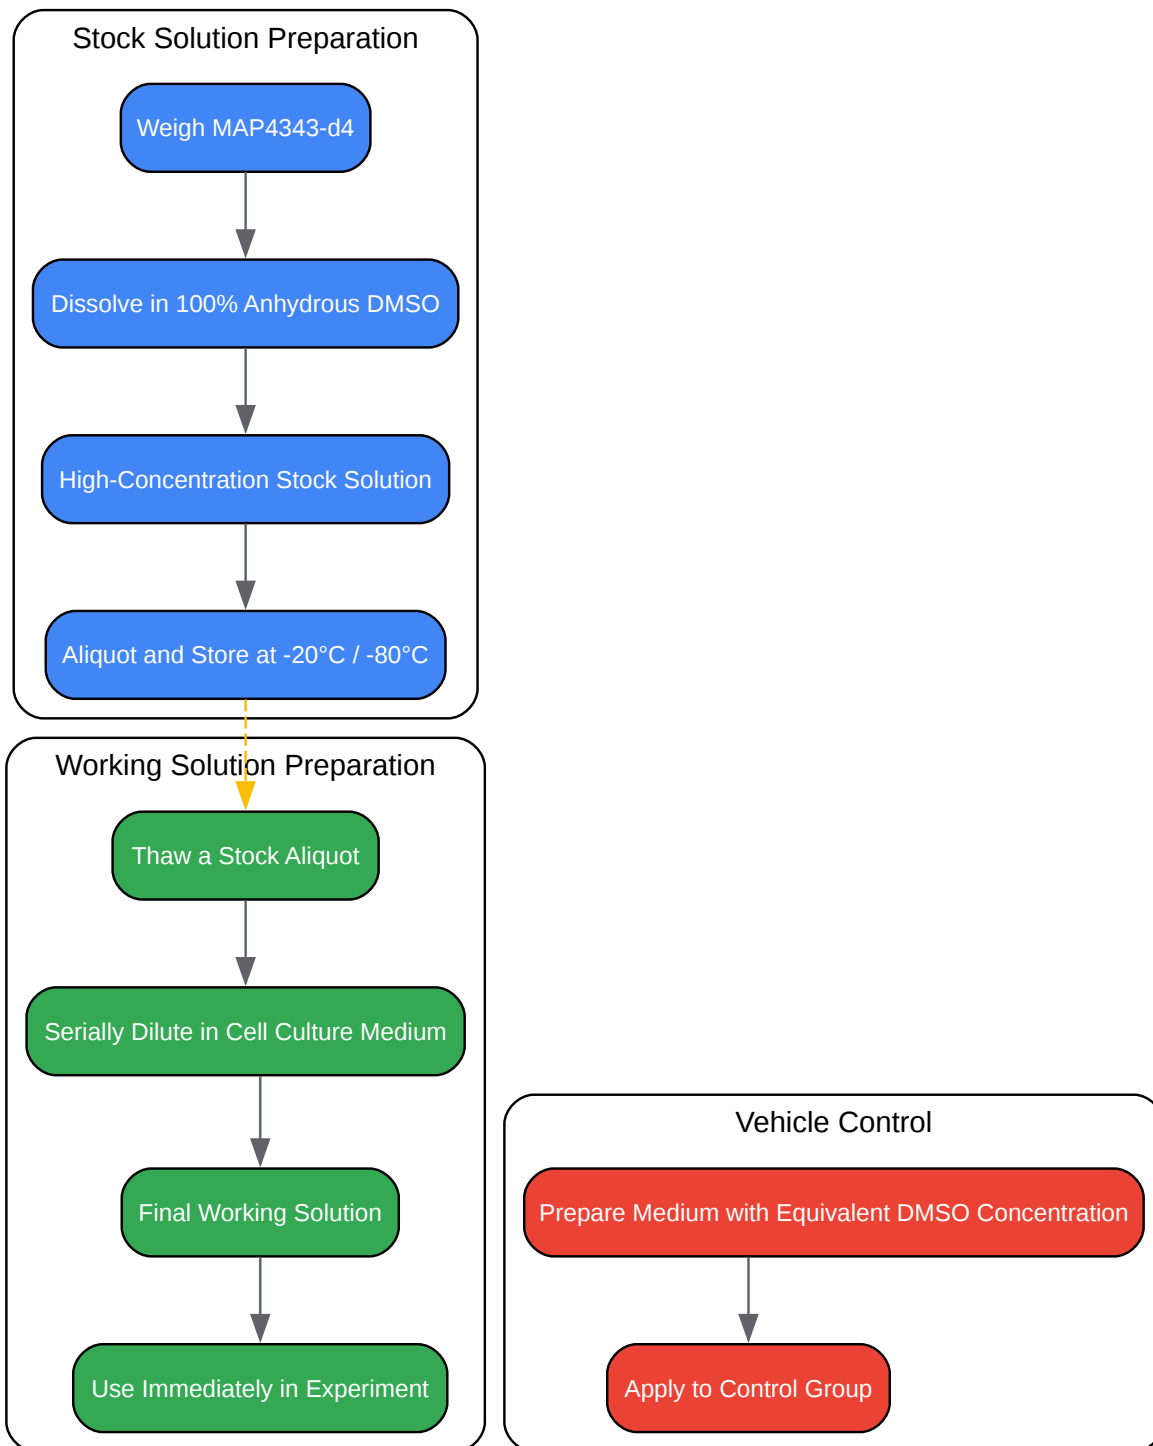 Stock Solution Preparation
Weigh MAP4343-d4
Dissolve in 100% Anhydrous DMSO
High-Concentration Stock Solution
Aliquot and Store at -20°C / -80°C
Working Solution Preparation
Thaw a Stock Aliquot
Serially Dilute in Cell Culture Medium
Final Working Solution
Use Immediately in Experiment
Vehicle Control
Prepare Medium with Equivalent DMSO Concentration
Apply to Control Group